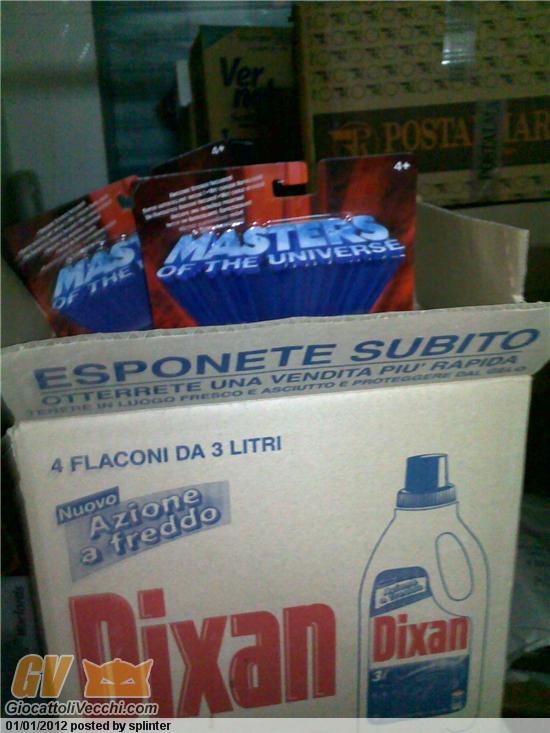 Ver
POSTA
4+
4+
MASTERS
OF THE UNIVERSE
MAS
OF THE
ESPONETE SUBITO
OTTERRETE UNA VENDITA PIU' RAPIDA
TENERE IN LUOGO FRESCO E ASCIUTTO E PROTEGGERE DAL GELO
4 FLACONI DA 3 LITRI
Nuovo
Azione
a freddo
Dixan
Dixan
3l
GV
GiocattoliVecchi.com
01/01/2012 posted by splinter